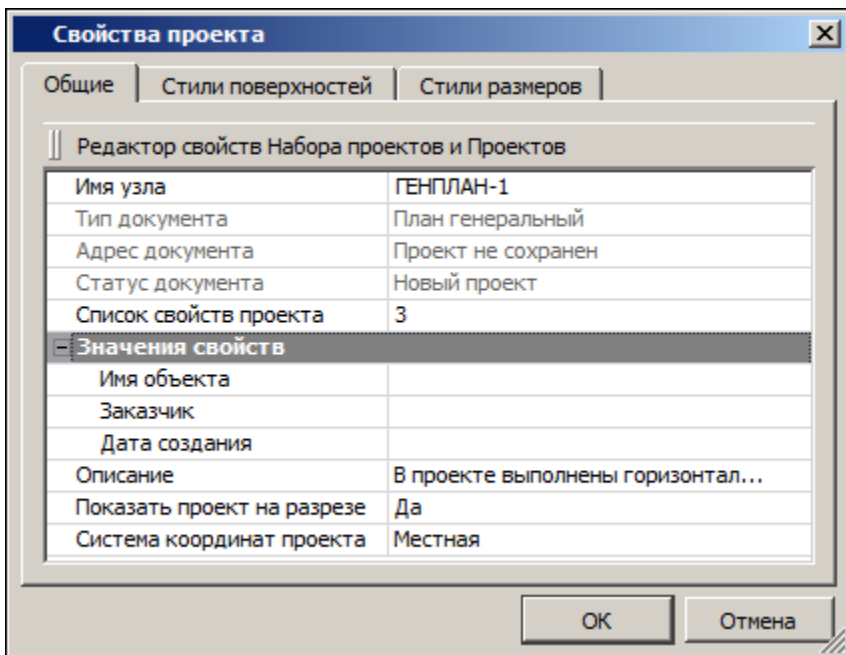 Свойства проекта
Общие Стили поверхностей Стили размеров
Редактор свойств Набора проектов и Проектов
Имя узла ГЕНПЛАН-1
Тип документа План генеральный
Адрес документа Проект не сохранен
Статус документа Новый проект
Список свойств проекта 3
Значения свойств
Имя объекта
Заказчик
Дата создания
Описание В проекте выполнены горизонтал...
Показать проект на разрезе Да
Система координат проекта Местная
ОК Отмена